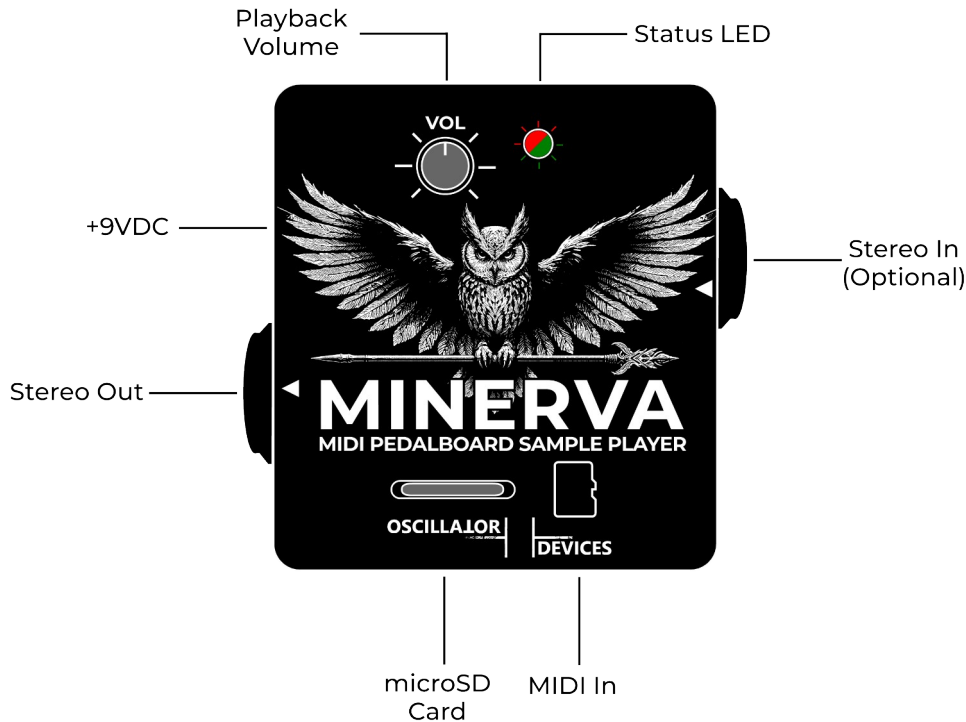 Playback
Volume
Status LED
VOL
+9VDC
Stereo In
(Optional)
Stereo Out
MINERVA
MIDI PEDALBOARD SAMPLE PLAYER
OSCILLATOR
DEVICES
microSD
Card
MIDI In